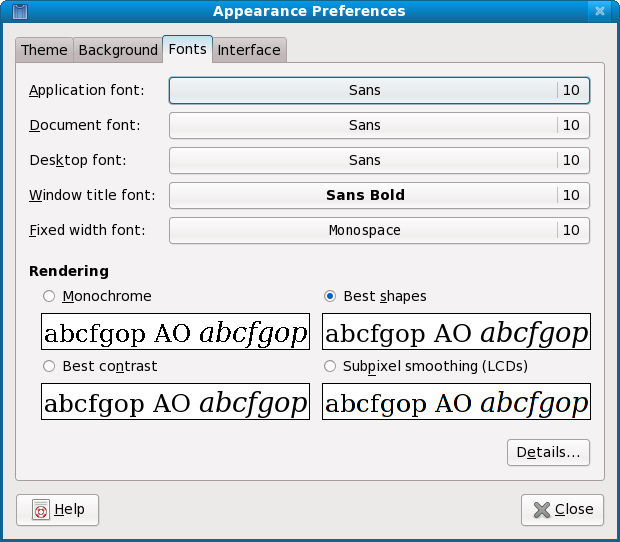 Appearance Preferences
Theme Background Fonts Interface
Application font: Sans 10
Document font: Sans 10
Desktop font: Sans 10
Window title font: Sans Bold 10
Fixed width font: Monospace 10
Rendering
Monochrome Best shapes
abcfgop AO abcfgop abcfgop AO abcfgop
Best contrast Subpixel smoothing (LCDs)
abcfgop AO abcfgop abcfgop AO abcfgop
Details...
Help Close